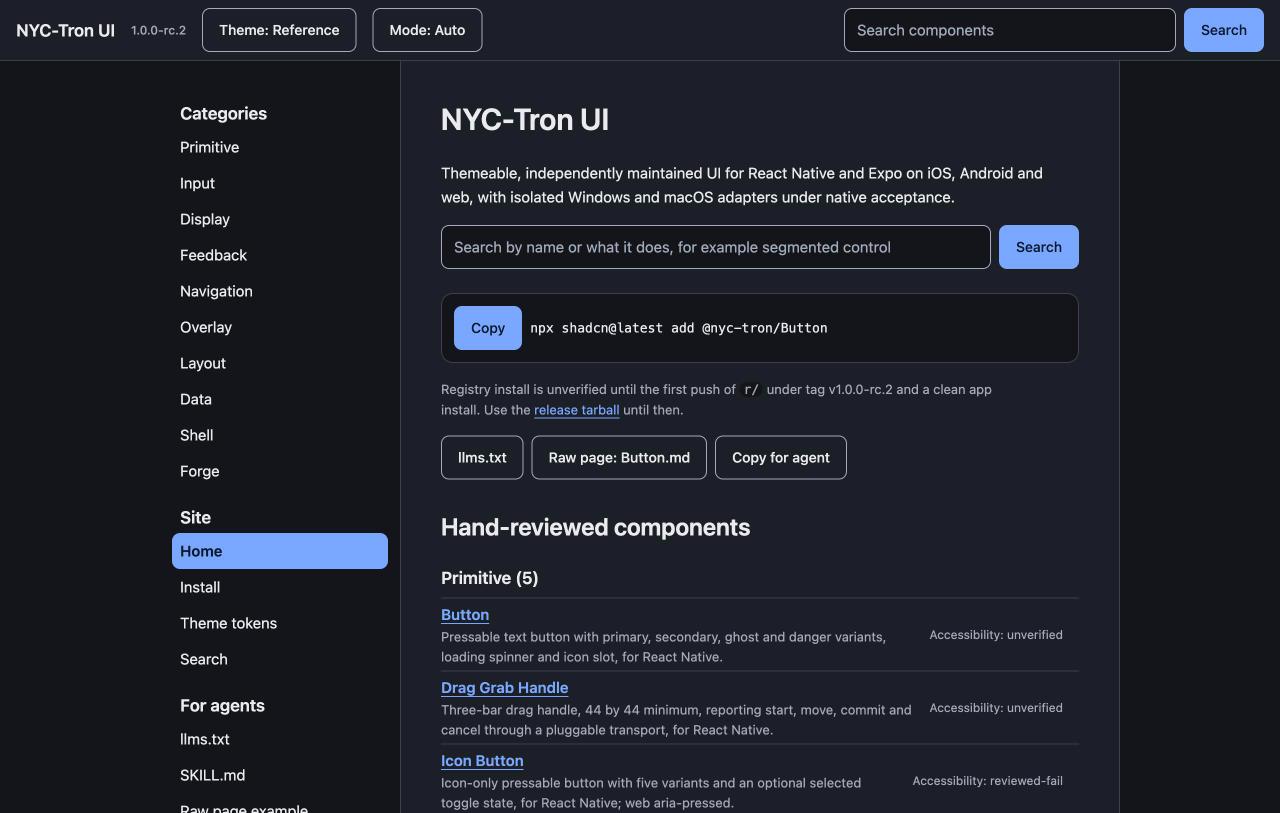 NYC-Tron UI
1.0.0-rc.2
Theme: Reference
Mode: Auto
Search components
Search
Categories
Primitive
Input
Display
Feedback
Navigation
Overlay
Layout
Data
Shell
Forge
Site
Home
Install
Theme tokens
Search
For agents
llms.txt
SKILL.md
Raw page example
NYC-Tron UI
Themeable, independently maintained UI for React Native and Expo on iOS, Android and
web, with isolated Windows and macOS adapters under native acceptance.
Search by name or what it does, for example segmented control
Search
Copy
npx shadcn@latest add @nyc-tron/Button
Registry install is unverified until the first push of r/ under tag v1.0.0-rc.2 and a clean app
install. Use the release tarball until then.
llms.txt
Raw page: Button.md
Copy for agent
Hand-reviewed components
Primitive (5)
Button
Pressable text button with primary, secondary, ghost and danger variants,
loading spinner and icon slot, for React Native.
Accessibility: unverified
Drag Grab Handle
Three-bar drag handle, 44 by 44 minimum, reporting start, move, commit and
cancel through a pluggable transport, for React Native.
Accessibility: unverified
Icon Button
Icon-only pressable button with five variants and an optional selected
toggle state, for React Native; web aria-pressed.
Accessibility: reviewed-fail